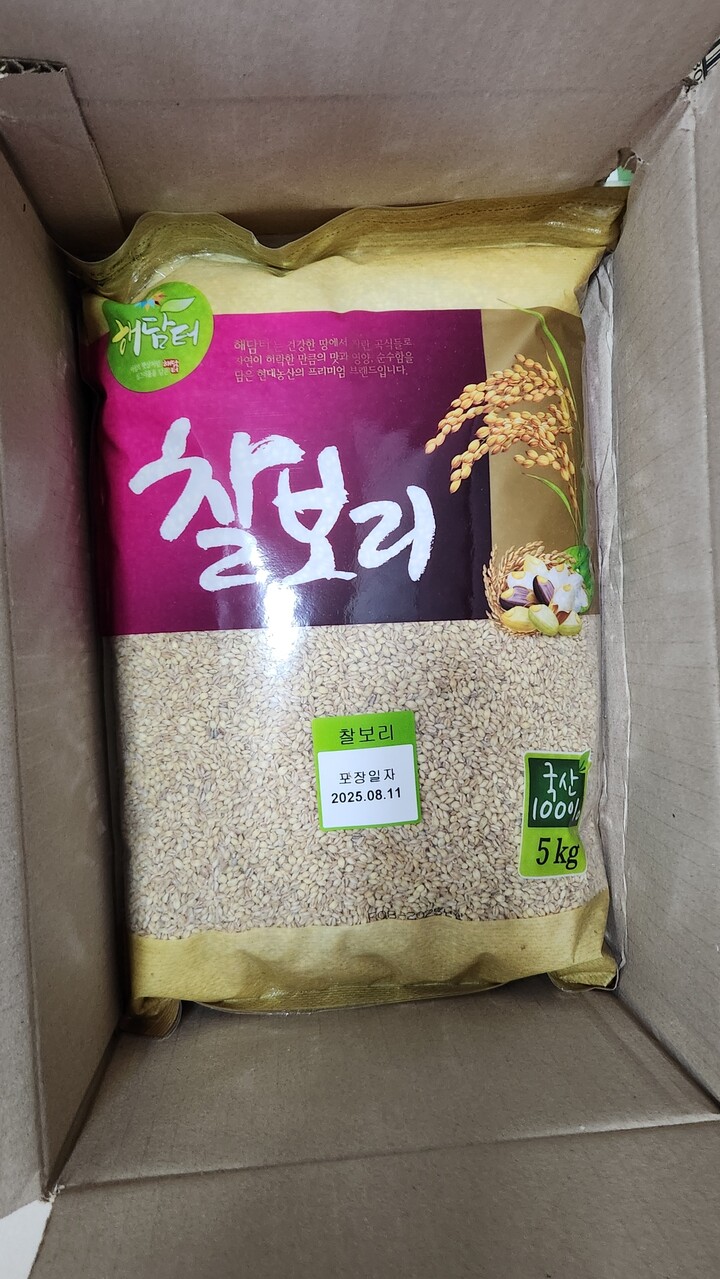 해담터
해담터는 건강한 땅에서 자란 곡식들로
자연이 허락한 만큼의 맛과 영양, 순수함을
담은 현대농산의 프리미엄 브랜드입니다.
찰보리
찰보리
포장일자
2025.08.11
국산
100%
5kg